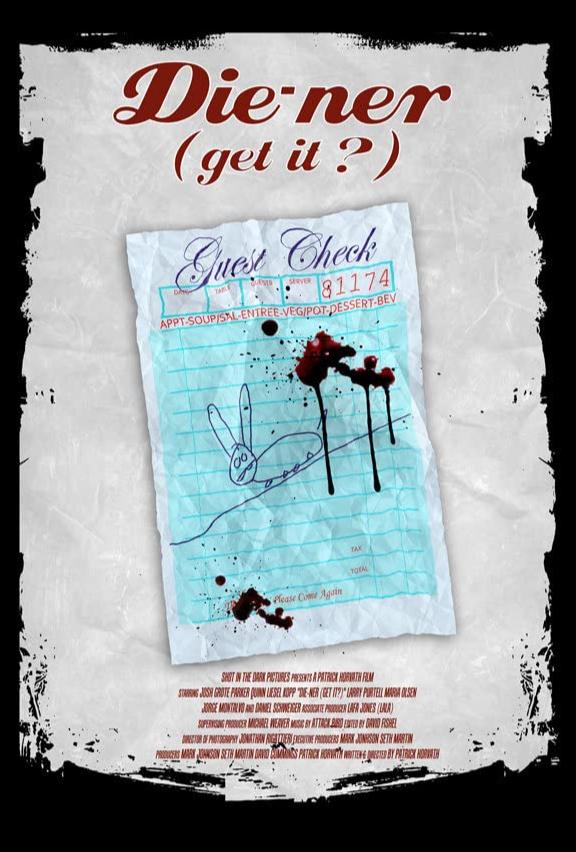 Die-ner
(get it?)
Guest Check
DATE TABLE GUESTS SERVER
81174
APPT-SOUP/SAL-ENTREE-VEG/POT-DESSERT-BEV
TAX
TOTAL
Please Come Again
SHOT IN THE DARK PICTURES PRESENTS A PATRICK HORVATH FILM
STARRING JOSH GROTE PARKER QUINN LIESEL KOPP "DIE-NER (GET IT?)" LARRY PURTELL MARIA OLSEN
JORGE MONTALVO AND DANIEL SCHWEIGER ASSOCIATE PRODUCER LAFA JONES (LALA)
SUPERVISING PRODUCER MICHAEL WEAVER MUSIC BY ATTACK BIRD EDITED BY DAVID FISHEL
DIRECTOR OF PHOTOGRAPHY JONATHAN RIGATTIERI EXECUTIVE PRODUCERS MARK JOHNSON SETH MARTIN
PRODUCERS MARK JOHNSON SETH MARTIN DAVID CUMMINGS PATRICK HORVATH WRITTEN & DIRECTED BY PATRICK HORVATH